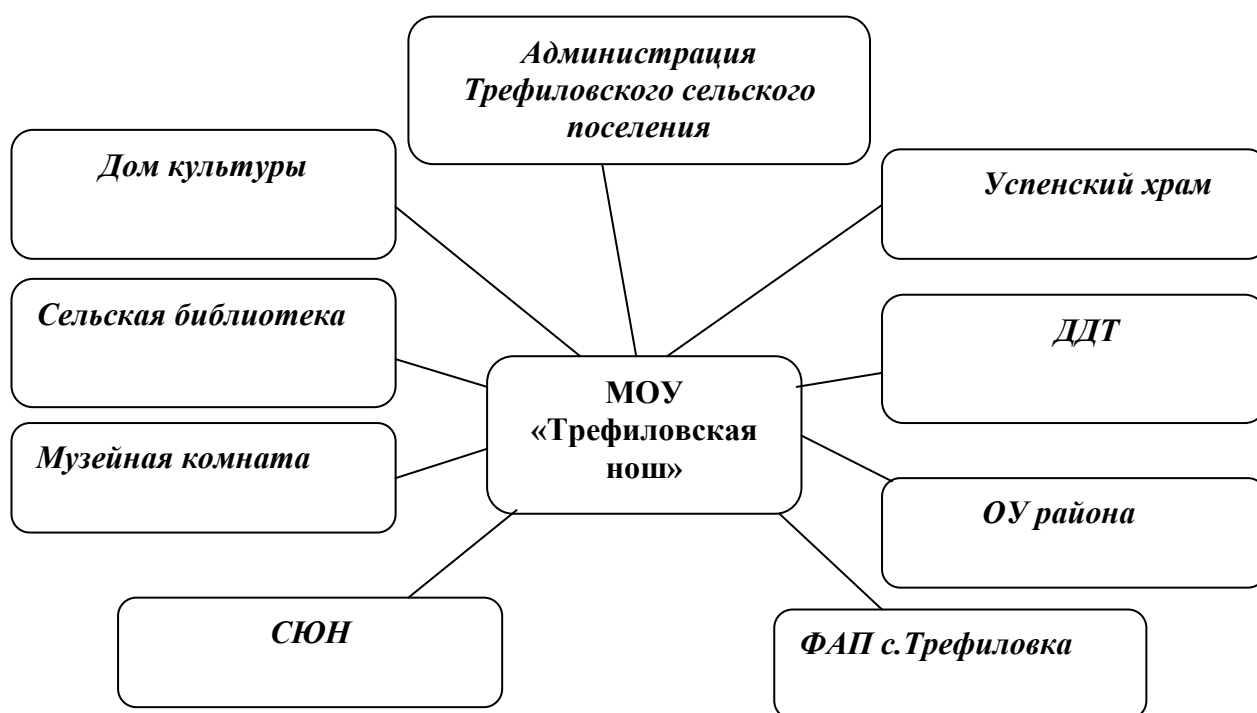 Администрация
Трефиловского сельского
поселения
Дом культуры
Успенский храм
Сельская библиотека
ДДТ
МОУ
«Трефиловская
нош»
Музейная комната
ОУ района
СЮН
ФАП с.Трефиловка